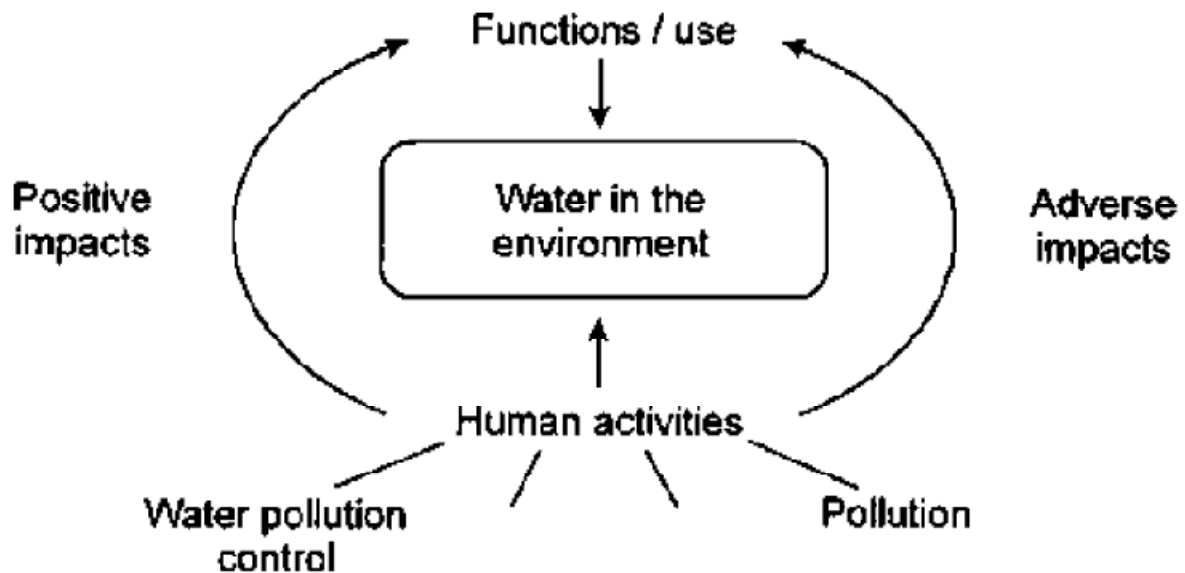 Functions / use
Positive
impacts
Water in the
environment
Adverse
impacts
Human activities
Water pollution
control
Pollution